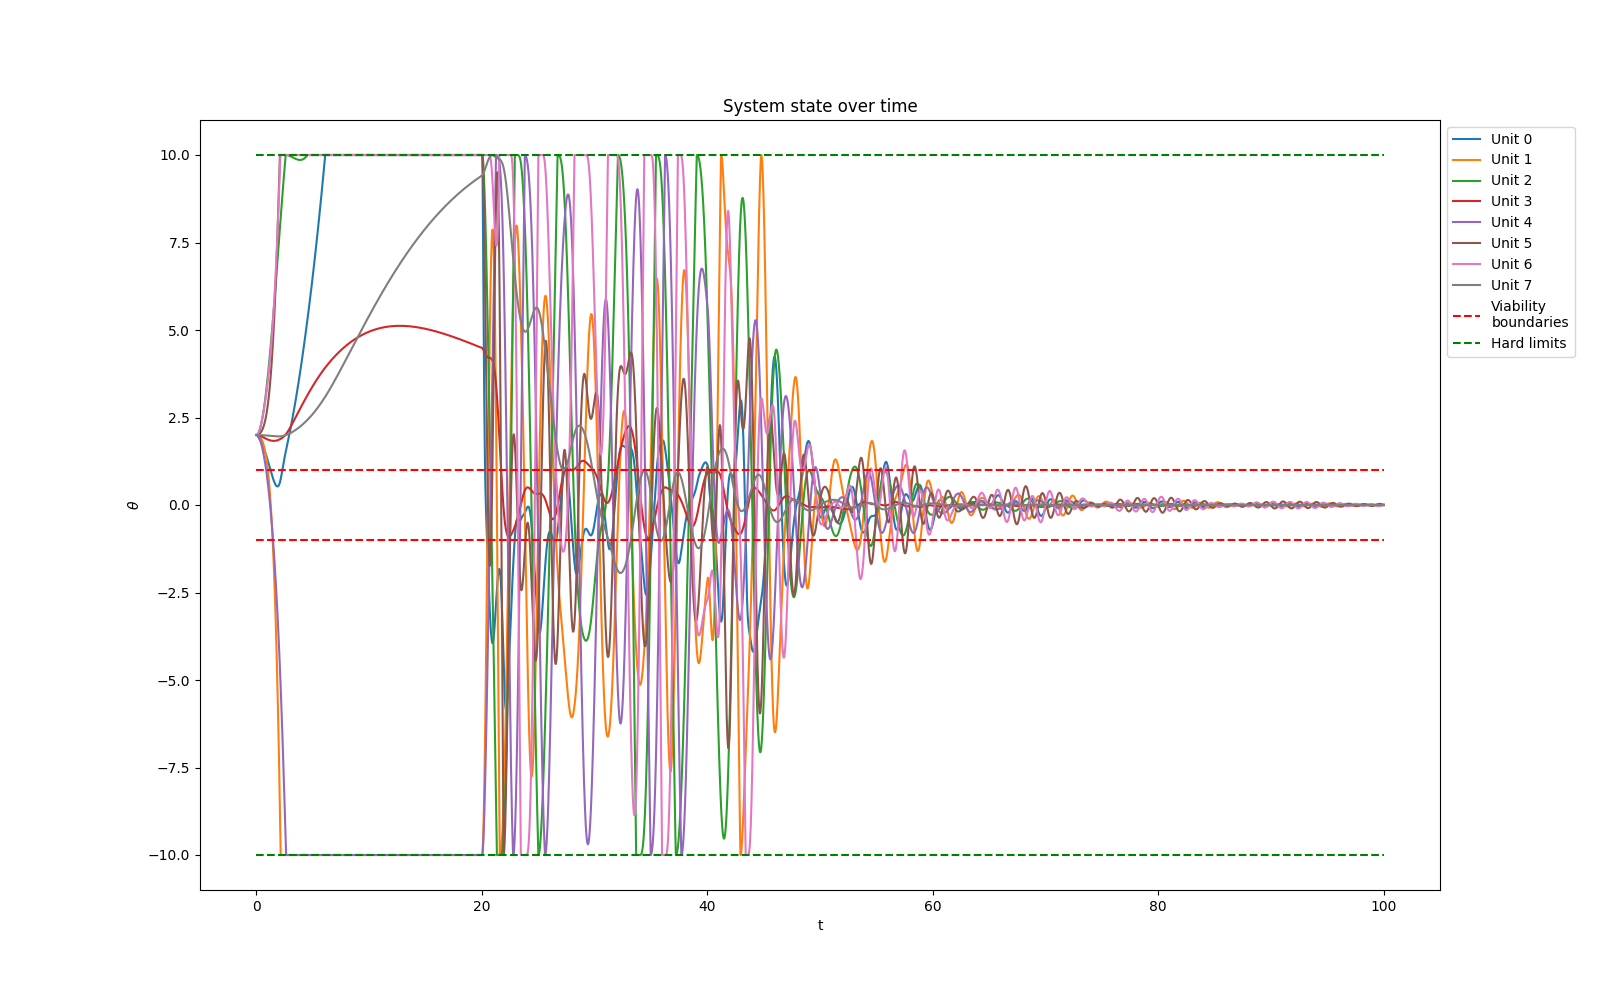 System state over time
10.0
7.5
5.0
2.5
0.0
−2.5
−5.0
−7.5
−10.0
θ
0
20
40
60
80
100
t
Unit 0
Unit 1
Unit 2
Unit 3
Unit 4
Unit 5
Unit 6
Unit 7
Viability
boundaries
Hard limits